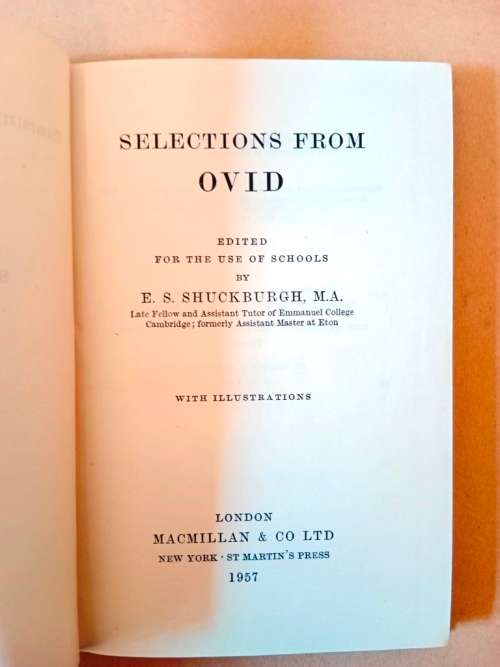 SELECTIONS FROM
OVID
EDITED
FOR THE USE OF SCHOOLS
BY
E. S. SHUCKBURGH, M.A.
Late Fellow and Assistant Tutor of Emmanuel College
Cambridge; formerly Assistant Master at Eton
WITH ILLUSTRATIONS
LONDON
MACMILLAN & CO LTD
NEW YORK · ST MARTIN'S PRESS
1957